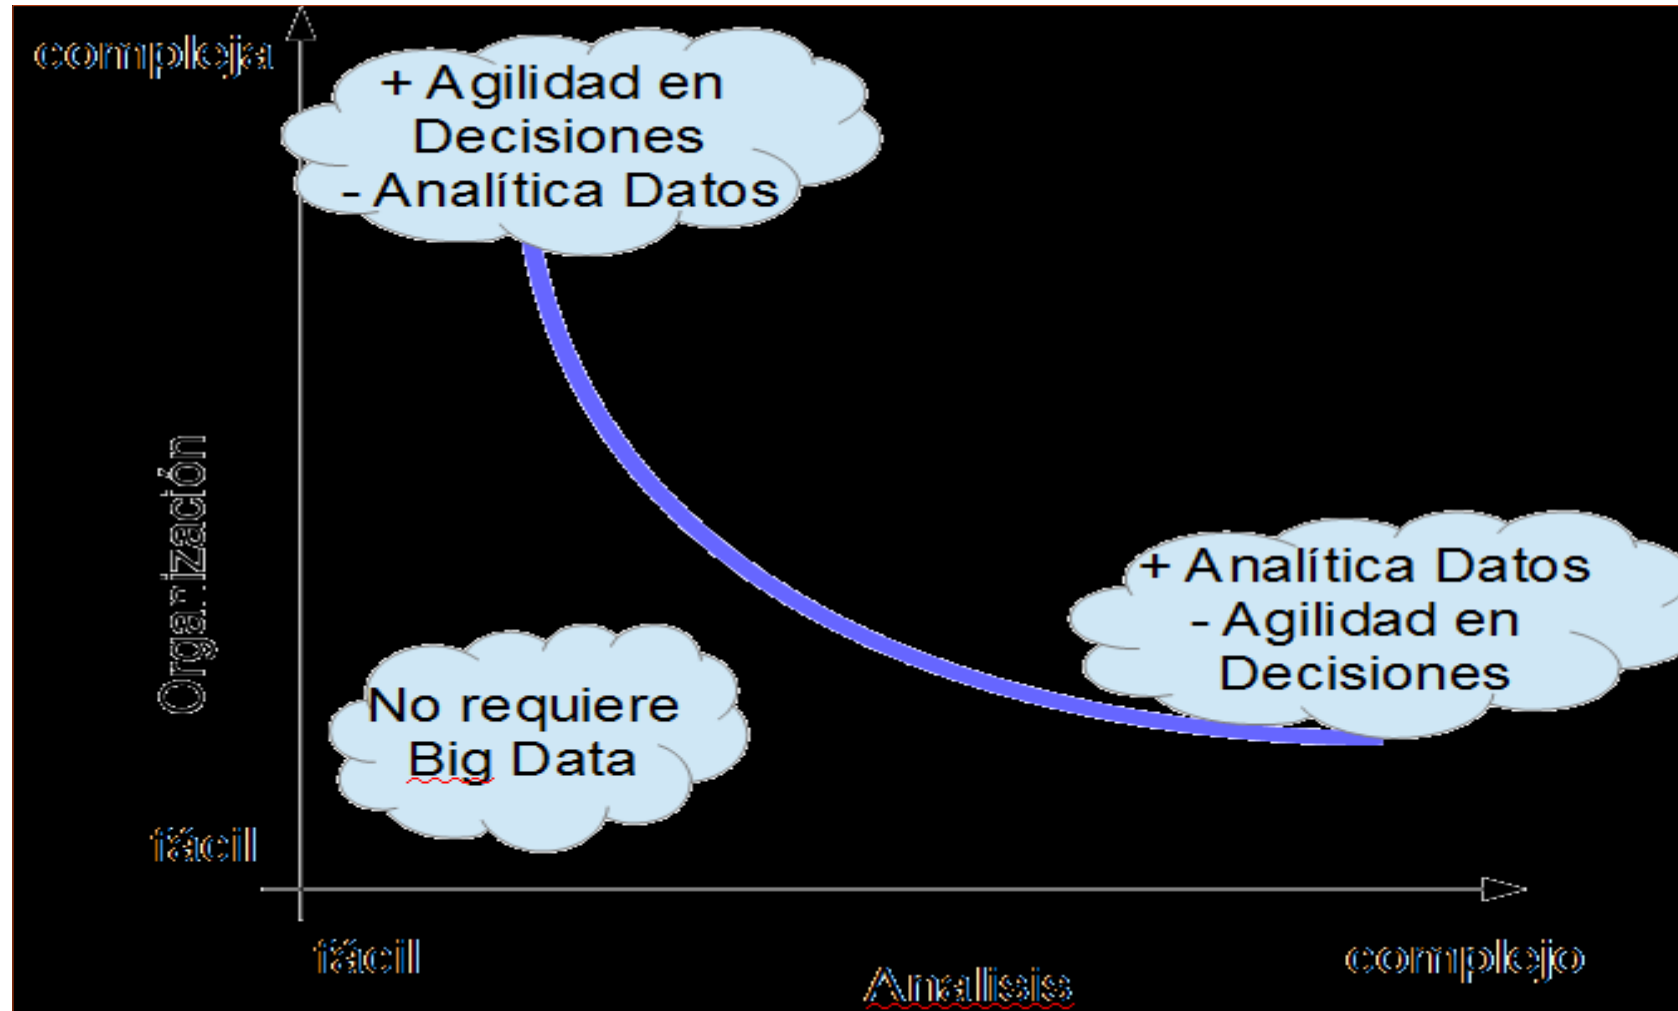 compleja
+ Agilidad en
Decisiones
- Analítica Datos
Organización
+ Analítica Datos
- Agilidad en
Decisiones
No requiere
Big Data
fácil
fácil
complejo
Analisis